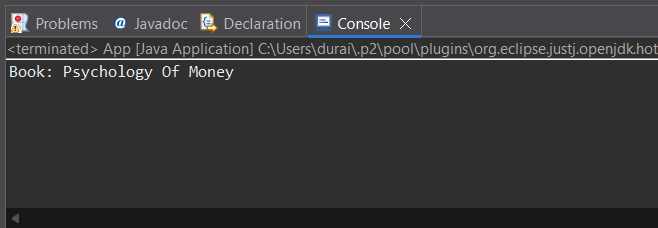 Problems @ Javadoc Declaration Console
<terminated> App [Java Application] C:\Users\durai\.p2\pool\plugins\org.eclipse.justj.openjdk.hot
Book: Psychology Of Money